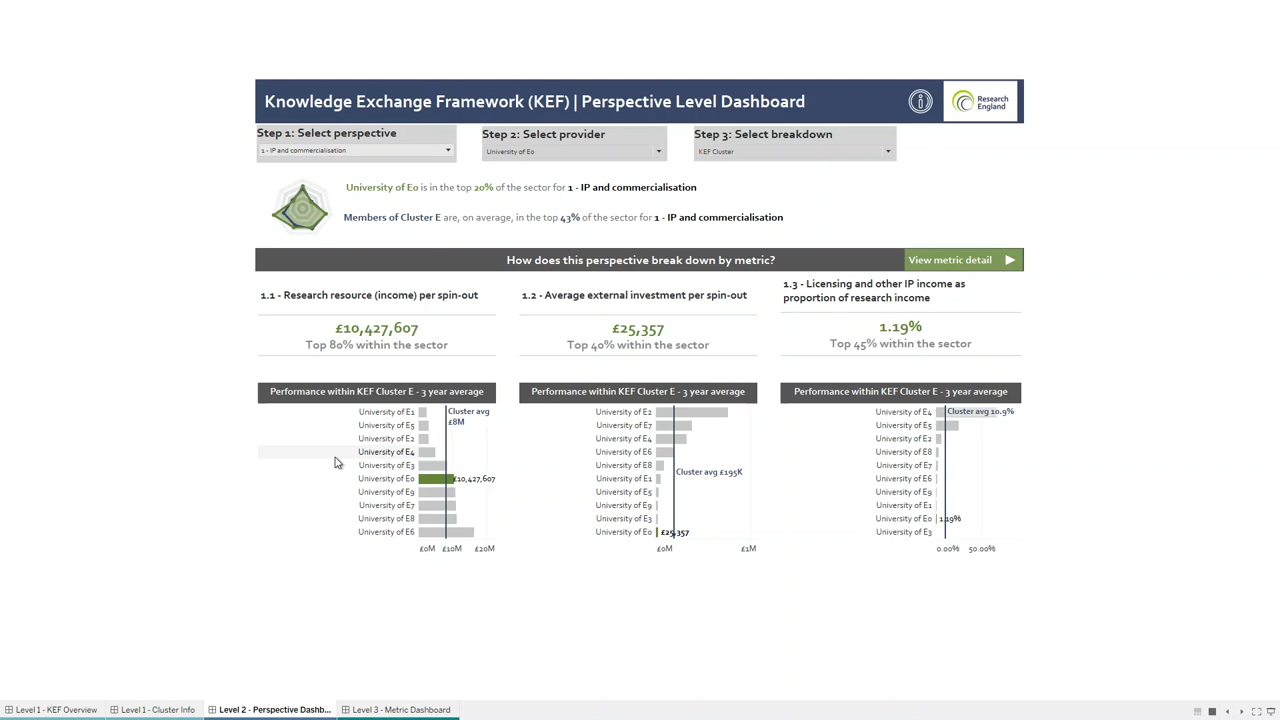 Knowledge Exchange Framework (KEF) | Perspective Level Dashboard
Research
England
Step 1: Select perspective
Step 2: Select provider
Step 3: Select breakdown
1 - IP and commercialisation
University of E0
KEF Cluster
University of E0 is in the top 20% of the sector for 1 - IP and commercialisation
Members of Cluster E are, on average, in the top 43% of the sector for 1 - IP and commercialisation
How does this perspective break down by metric?
View metric detail
1.1 - Research resource (income) per spin-out
£10,427,607
Top 80% within the sector
1.2 - Average external investment per spin-out
£25,357
Top 40% within the sector
1.3 - Licensing and other IP income as
proportion of research income
1.19%
Top 45% within the sector
Performance within KEF Cluster E - 3 year average
University of E1
University of E5
University of E2
University of E4
University of E3
University of E0
University of E9
University of E7
University of E8
University of E6
Cluster avg
£8M
£10,427,607
£0M £10M £20M
Performance within KEF Cluster E - 3 year average
University of E2
University of E7
University of E4
University of E6
University of E8
University of E1
University of E5
University of E9
University of E3
University of E0
Cluster avg £195K
£25,357
£0M £1M
Performance within KEF Cluster E - 3 year average
University of E4
University of E5
University of E2
University of E8
University of E7
University of E6
University of E9
University of E1
University of E0
University of E3
Cluster avg 10.9%
1.19%
0.00% 50.00%
Level 1 - KEF Overview
Level 1 - Cluster Info
Level 2 - Perspective Dashb...
Level 3 - Metric Dashboard